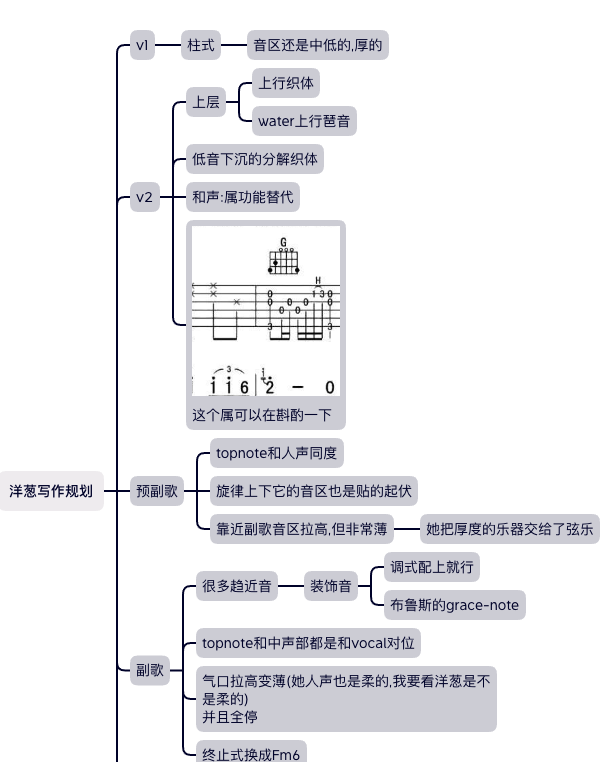 v1
柱式
音区还是中低的,厚的
上层
上行织体
water上行琶音
低音下沉的分解织体
v2
和声:属功能替代
G
H
0 0 1 3 0
0 0 0 0
0 0
3 3
3
i i 6 2 – 0
这个属可以在斟酌一下
洋葱写作规划
预副歌
topnote和人声同度
旋律上下它的音区也是贴的起伏
靠近副歌音区拉高,但非常薄
她把厚度的乐器交给了弦乐
副歌
很多趋近音
装饰音
调式配上就行
布鲁斯的grace-note
topnote和中声部都是和vocal对位
气口拉高变薄(她人声也是柔的,我要看洋葱是不
是柔的)
并且全停
终止式换成Fm6